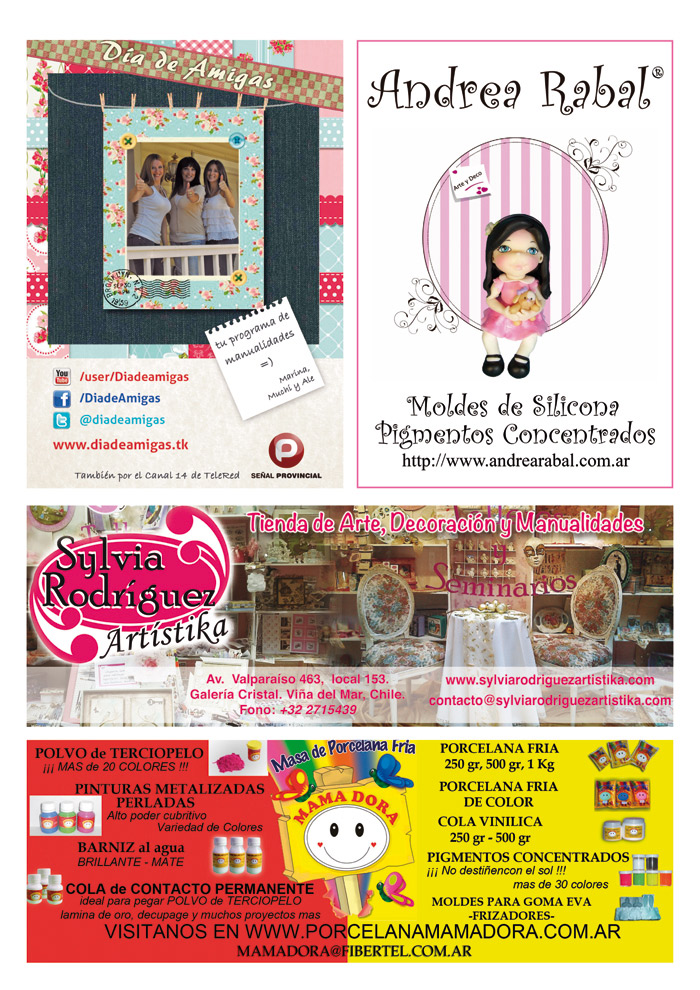 Día de Amigas
tu programa de
manualidades
=)
Marina,
Muchi y Ale
You Tube /user/Diadeamigas
f /DiadeAmigas
t @diadeamigas
www.diadeamigas.tk
P
También por el Canal 14 de TeleRed
SEÑAL PROVINCIAL
Andrea Rabal®
Arte y Deco
Moldes de Silicona
Pigmentos Concentrados
http://www.andrearabal.com.ar
Tienda de Arte, Decoración y Manualidades
y
Seminarios
Sylvia
Rodríguez
Artístika
Av. Valparaíso 463, local 153.
Galería Cristal. Viña del Mar, Chile.
Fono: +32 2715439
www.sylviarodriguezartistika.com
contacto@sylviarodriguezartistika.com
POLVO de TERCIOPELO
¡¡¡ MAS de 20 COLORES !!!
PINTURAS METALIZADAS
PERLADAS
Alto poder cubritivo
Variedad de Colores
BARNIZ al agua
BRILLANTE - MATE
COLA de CONTACTO PERMANENTE
ideal para pegar POLVO de TERCIOPELO
lamina de oro, decupage y muchos proyectos mas
Masa de Porcelana Fria
MAMA DORA
PORCELANA FRIA
250 gr, 500 gr, 1 Kg
PORCELANA FRIA
DE COLOR
COLA VINILICA
250 gr - 500 gr
PIGMENTOS CONCENTRADOS
¡¡¡ No destiñencon el sol !!!
mas de 30 colores
MOLDES PARA GOMA EVA
-FRIZADORES-
VISITANOS EN WWW.PORCELANAMAMADORA.COM.AR
MAMADORA@FIBERTEL.COM.AR